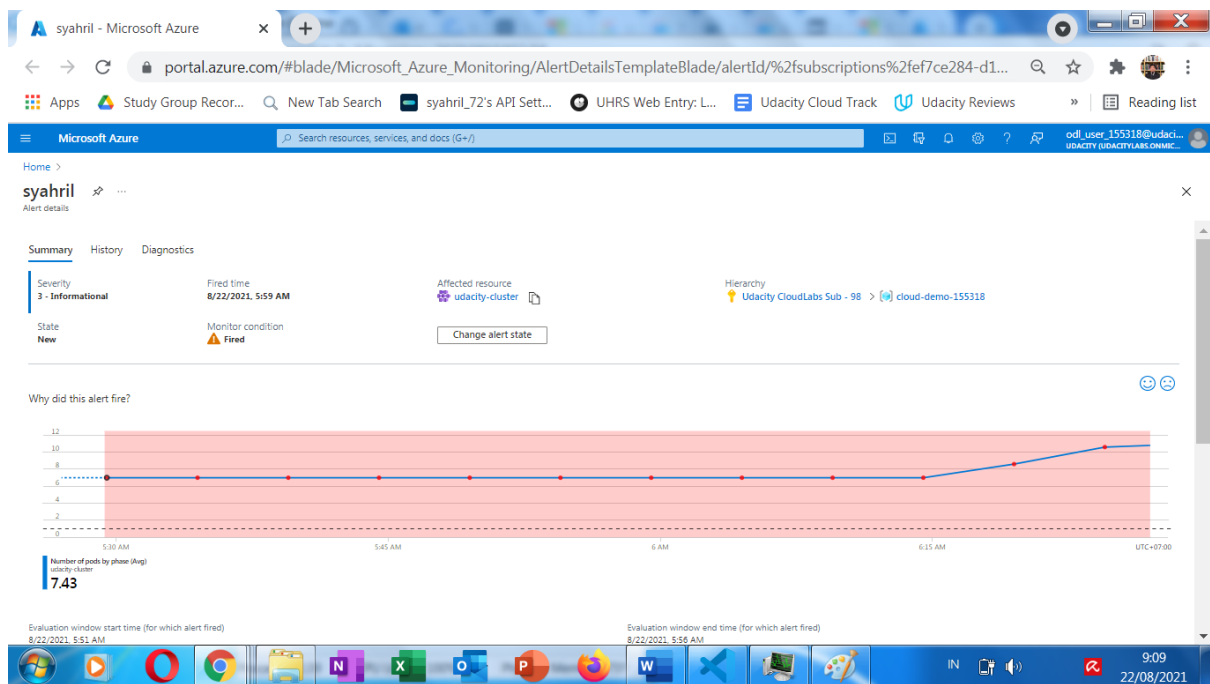 syahril - Microsoft Azure
portal.azure.com/#blade/Microsoft_Azure_Monitoring/AlertDetailsTemplateBlade/alertId/%2fsubscriptions%2fef7ce284-d1...
Apps Study Group Recor... New Tab Search syahril_72's API Sett... UHRS Web Entry: L... Udacity Cloud Track Udacity Reviews » Reading list
Microsoft Azure Search resources, services, and docs (G+/) odl_user_155318@udaci...
UDACITY (UDACITYLABS.ONMIC...
Home >
syahril ...
Alert details
Summary History Diagnostics
Severity Fired time Affected resource Hierarchy
3 - Informational 8/22/2021, 5:59 AM udacity-cluster Udacity CloudLabs Sub - 98 > cloud-demo-155318
State Monitor condition
New Fired Change alert state
Why did this alert fire?
12
10
8
6
4
2
0
5:30 AM 5:45 AM 6 AM 6:15 AM UTC+07:00
Number of pods by phase (Avg)
udacity-cluster
7.43
Evaluation window start time (for which alert fired) Evaluation window end time (for which alert fired)
8/22/2021, 5:51 AM 8/22/2021, 5:56 AM
IN 9:09
22/08/2021